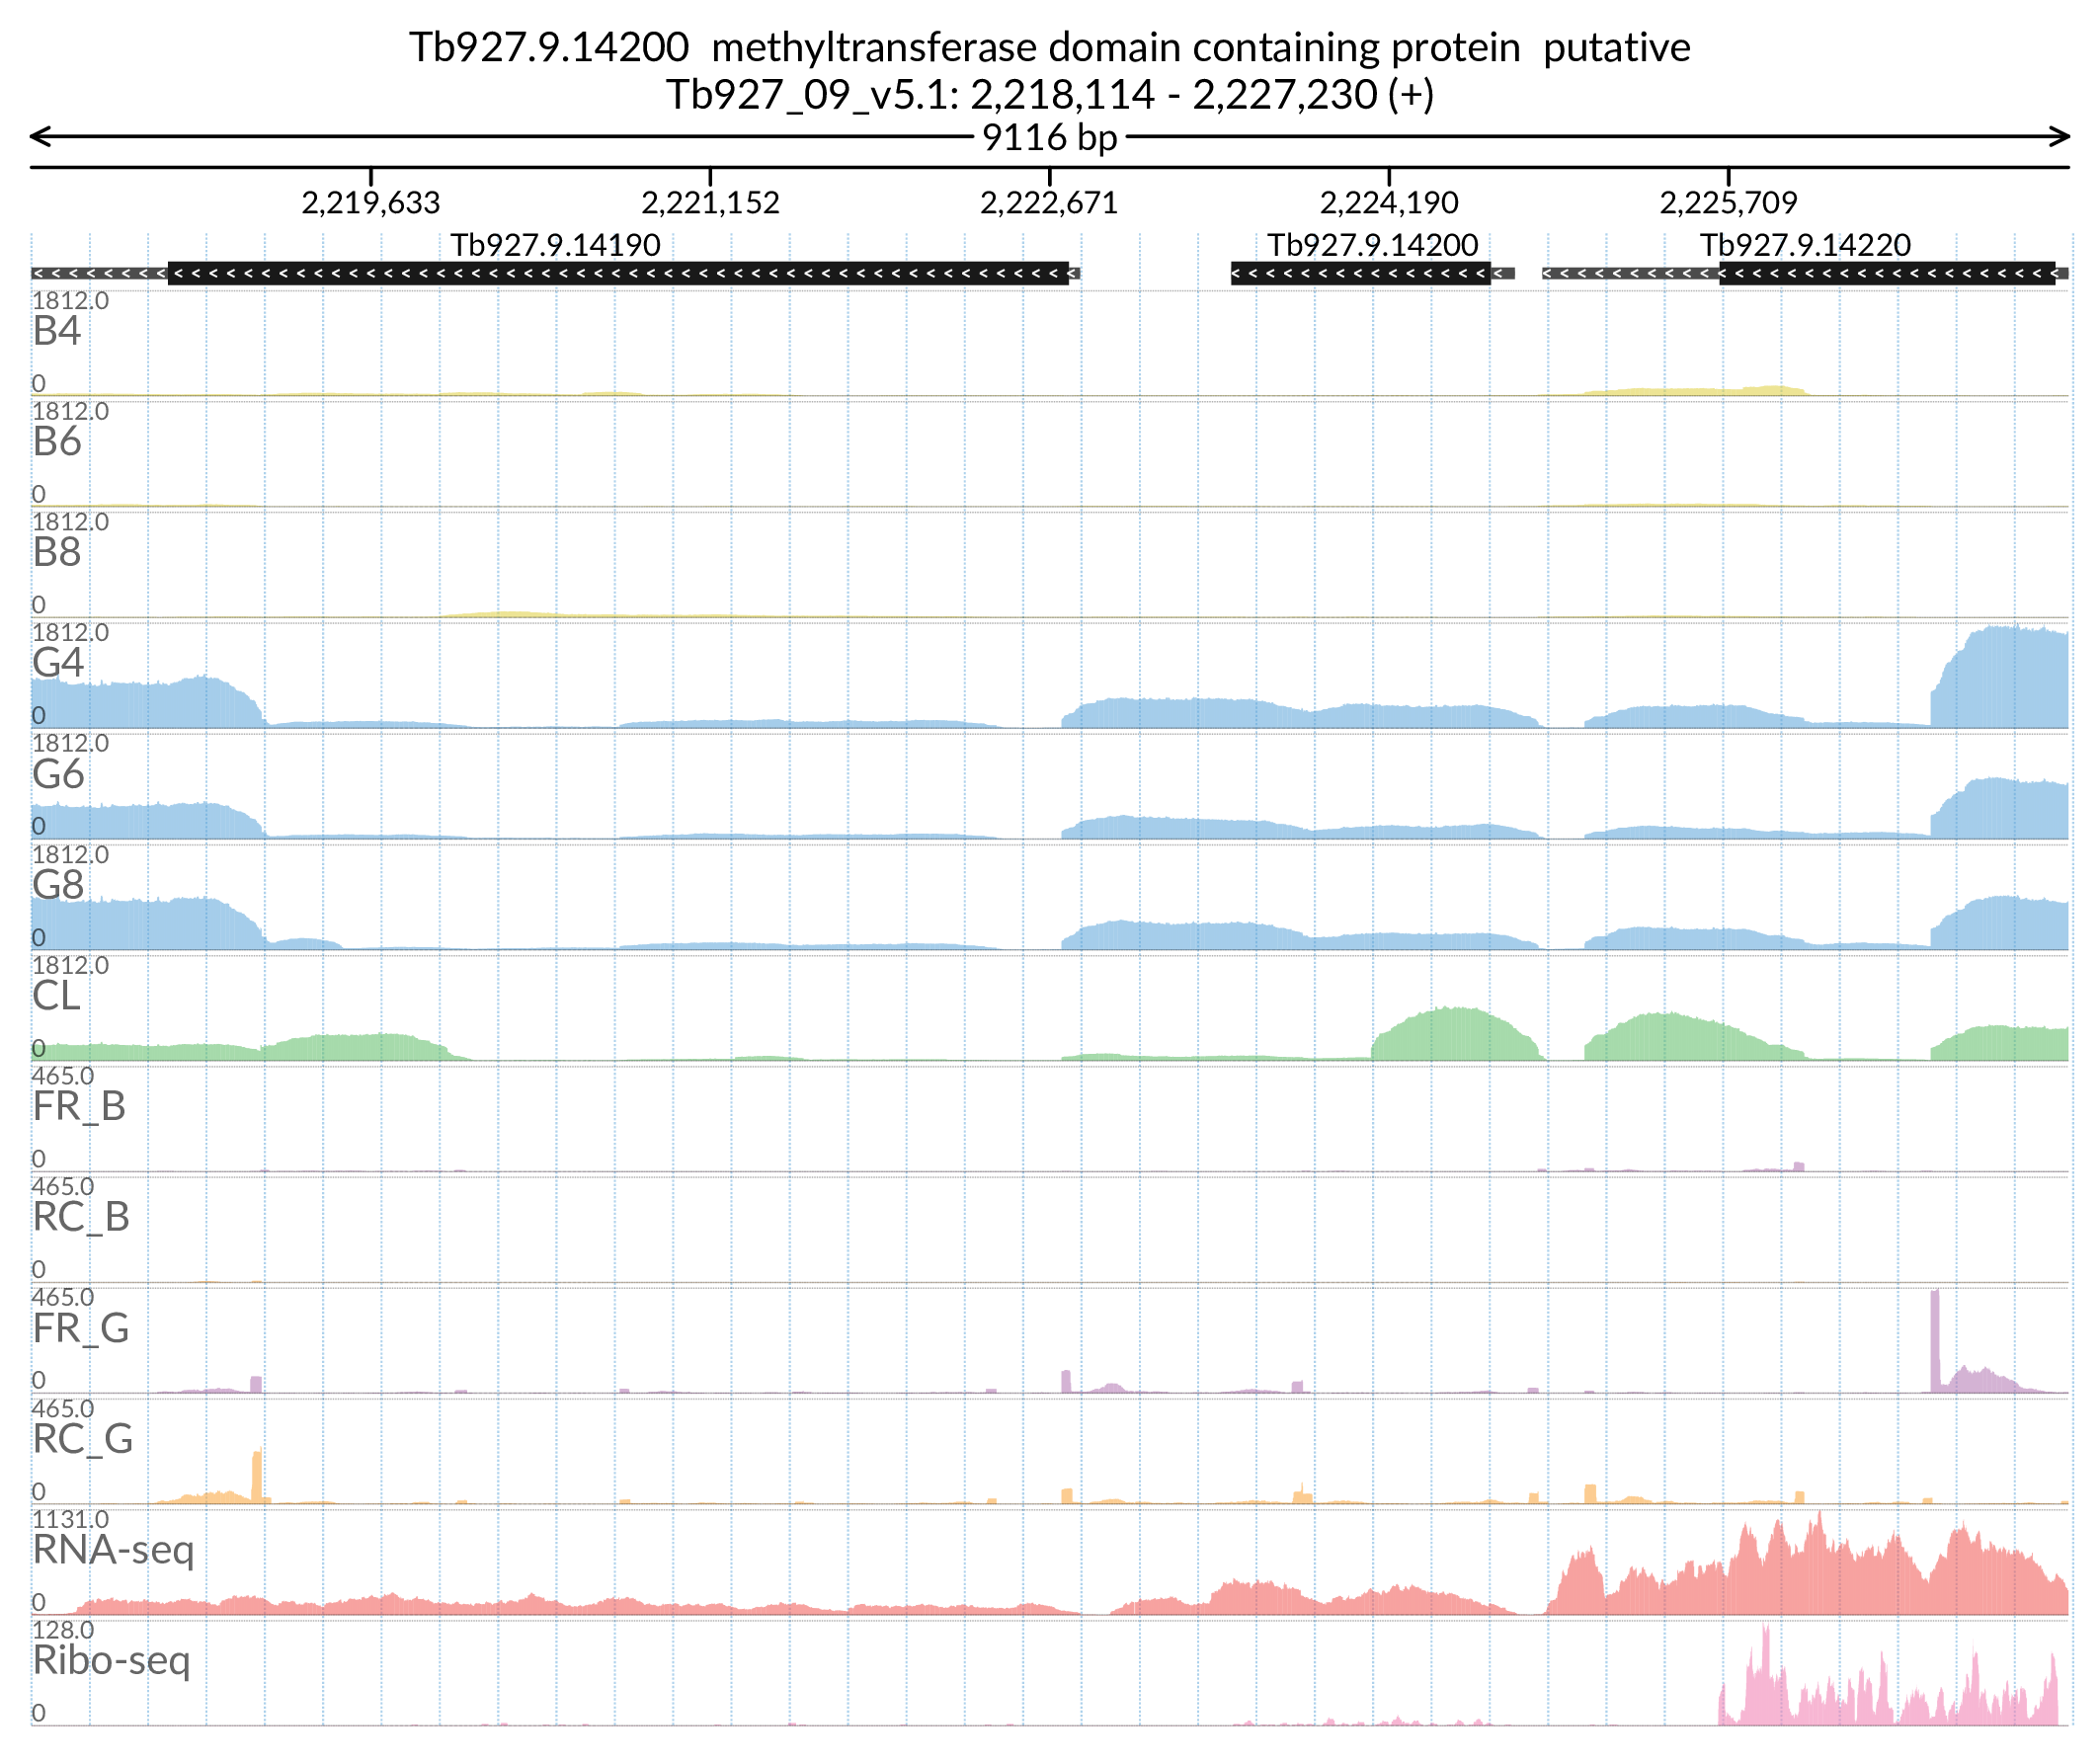 Tb927.9.14200 methyltransferase domain containing protein putative
Tb927_09_v5.1: 2,218,114 - 2,227,230 (+)
9116 bp
2,219,633 2,221,152 2,222,671 2,224,190 2,225,709
Tb927.9.14190 Tb927.9.14200 Tb927.9.14220
1812.0
B4
0
1812.0
B6
0
1812.0
B8
0
1812.0
G4
0
1812.0
G6
0
1812.0
G8
0
1812.0
CL
0
465.0
FR_B
0
465.0
RC_B
0
465.0
FR_G
0
465.0
RC_G
0
1131.0
RNA-seq
0
128.0
Ribo-seq
0